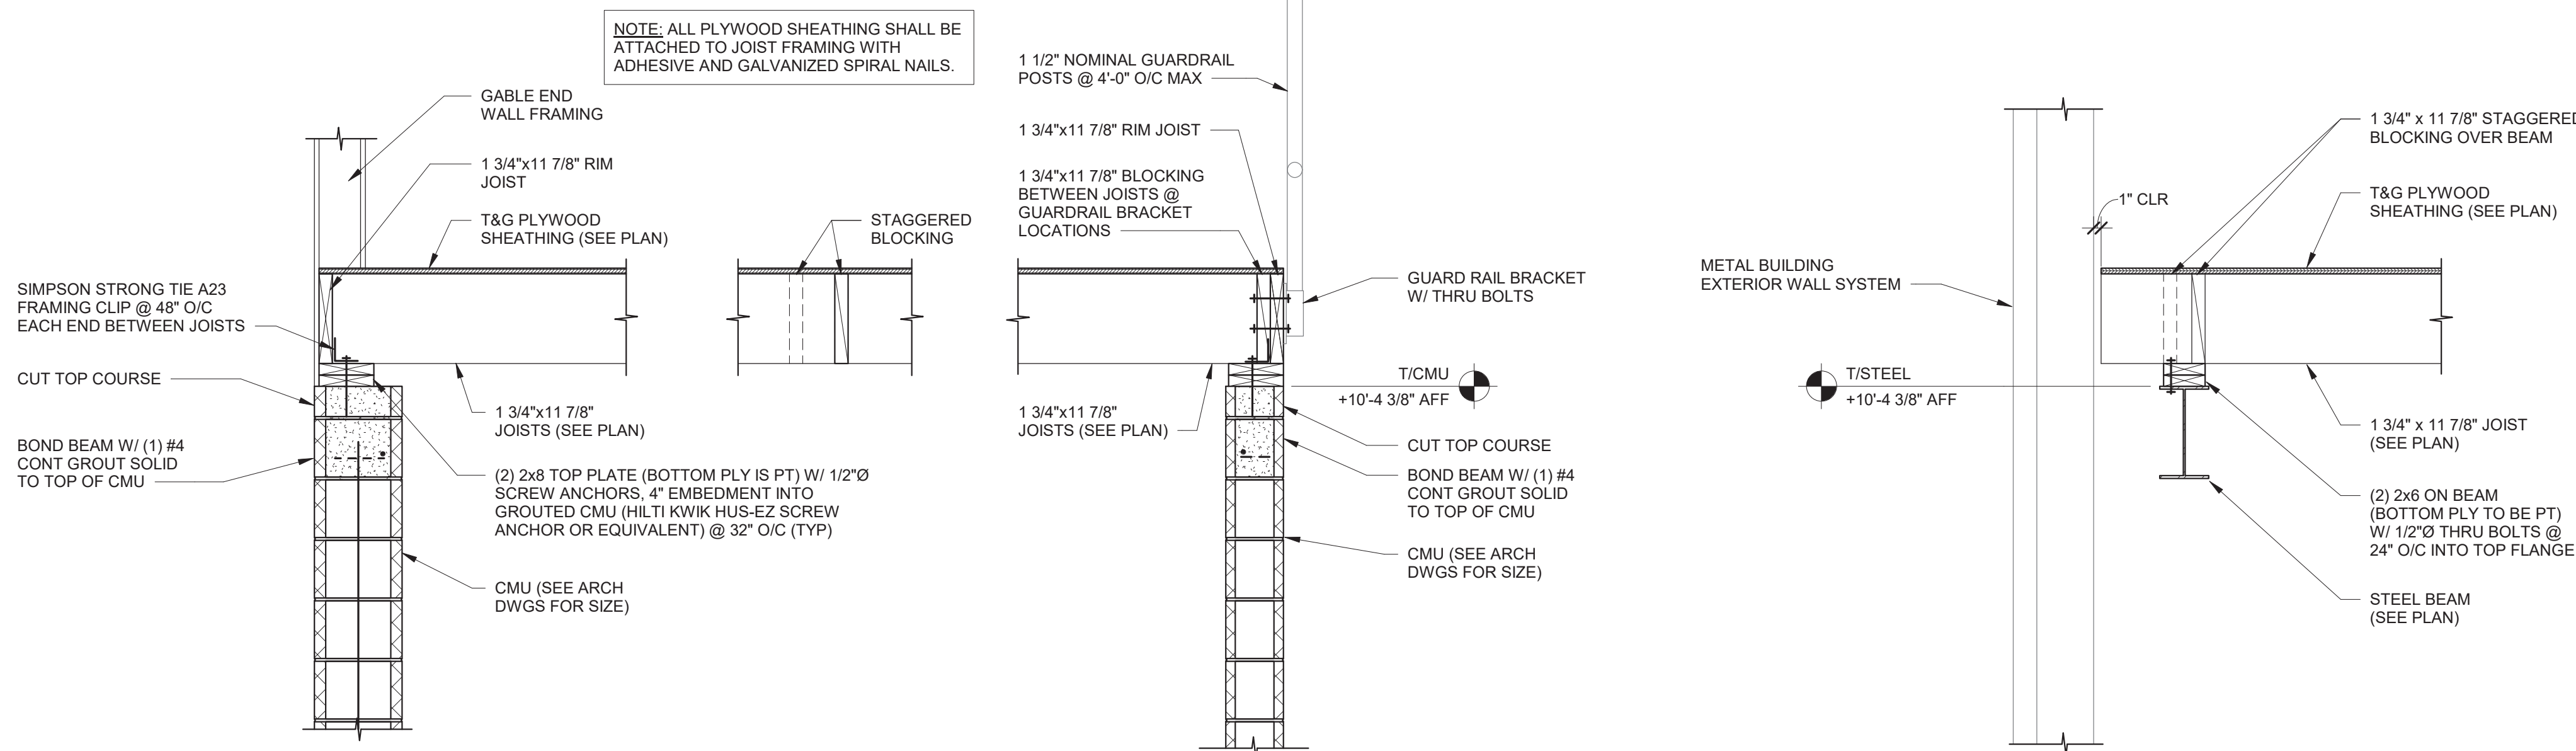 NOTE: ALL PLYWOOD SHEATHING SHALL BE
ATTACHED TO JOIST FRAMING WITH
ADHESIVE AND GALVANIZED SPIRAL NAILS.
GABLE END
WALL FRAMING
1 3/4"x11 7/8" RIM
JOIST
T&G PLYWOOD
SHEATHING (SEE PLAN)
STAGGERED
BLOCKING
SIMPSON STRONG TIE A23
FRAMING CLIP @ 48" O/C
EACH END BETWEEN JOISTS
CUT TOP COURSE
BOND BEAM W/ (1) #4
CONT GROUT SOLID
TO TOP OF CMU
1 3/4"x11 7/8"
JOISTS (SEE PLAN)
(2) 2x8 TOP PLATE (BOTTOM PLY IS PT) W/ 1/2"Ø
SCREW ANCHORS, 4" EMBEDMENT INTO
GROUTED CMU (HILTI KWIK HUS-EZ SCREW
ANCHOR OR EQUIVALENT) @ 32" O/C (TYP)
CMU (SEE ARCH
DWGS FOR SIZE)
1 1/2" NOMINAL GUARDRAIL
POSTS @ 4'-0" O/C MAX
1 3/4"x11 7/8" RIM JOIST
1 3/4"x11 7/8" BLOCKING
BETWEEN JOISTS @
GUARDRAIL BRACKET
LOCATIONS
GUARD RAIL BRACKET
W/ THRU BOLTS
T/CMU
+10'-4 3/8" AFF
1 3/4"x11 7/8"
JOISTS (SEE PLAN)
CUT TOP COURSE
BOND BEAM W/ (1) #4
CONT GROUT SOLID
TO TOP OF CMU
CMU (SEE ARCH
DWGS FOR SIZE)
1 3/4" x 11 7/8" STAGGERED
BLOCKING OVER BEAM
1" CLR
T&G PLYWOOD
SHEATHING (SEE PLAN)
METAL BUILDING
EXTERIOR WALL SYSTEM
T/STEEL
+10'-4 3/8" AFF
1 3/4" x 11 7/8" JOIST
(SEE PLAN)
(2) 2x6 ON BEAM
(BOTTOM PLY TO BE PT)
W/ 1/2"Ø THRU BOLTS @
24" O/C INTO TOP FLANGE
STEEL BEAM
(SEE PLAN)